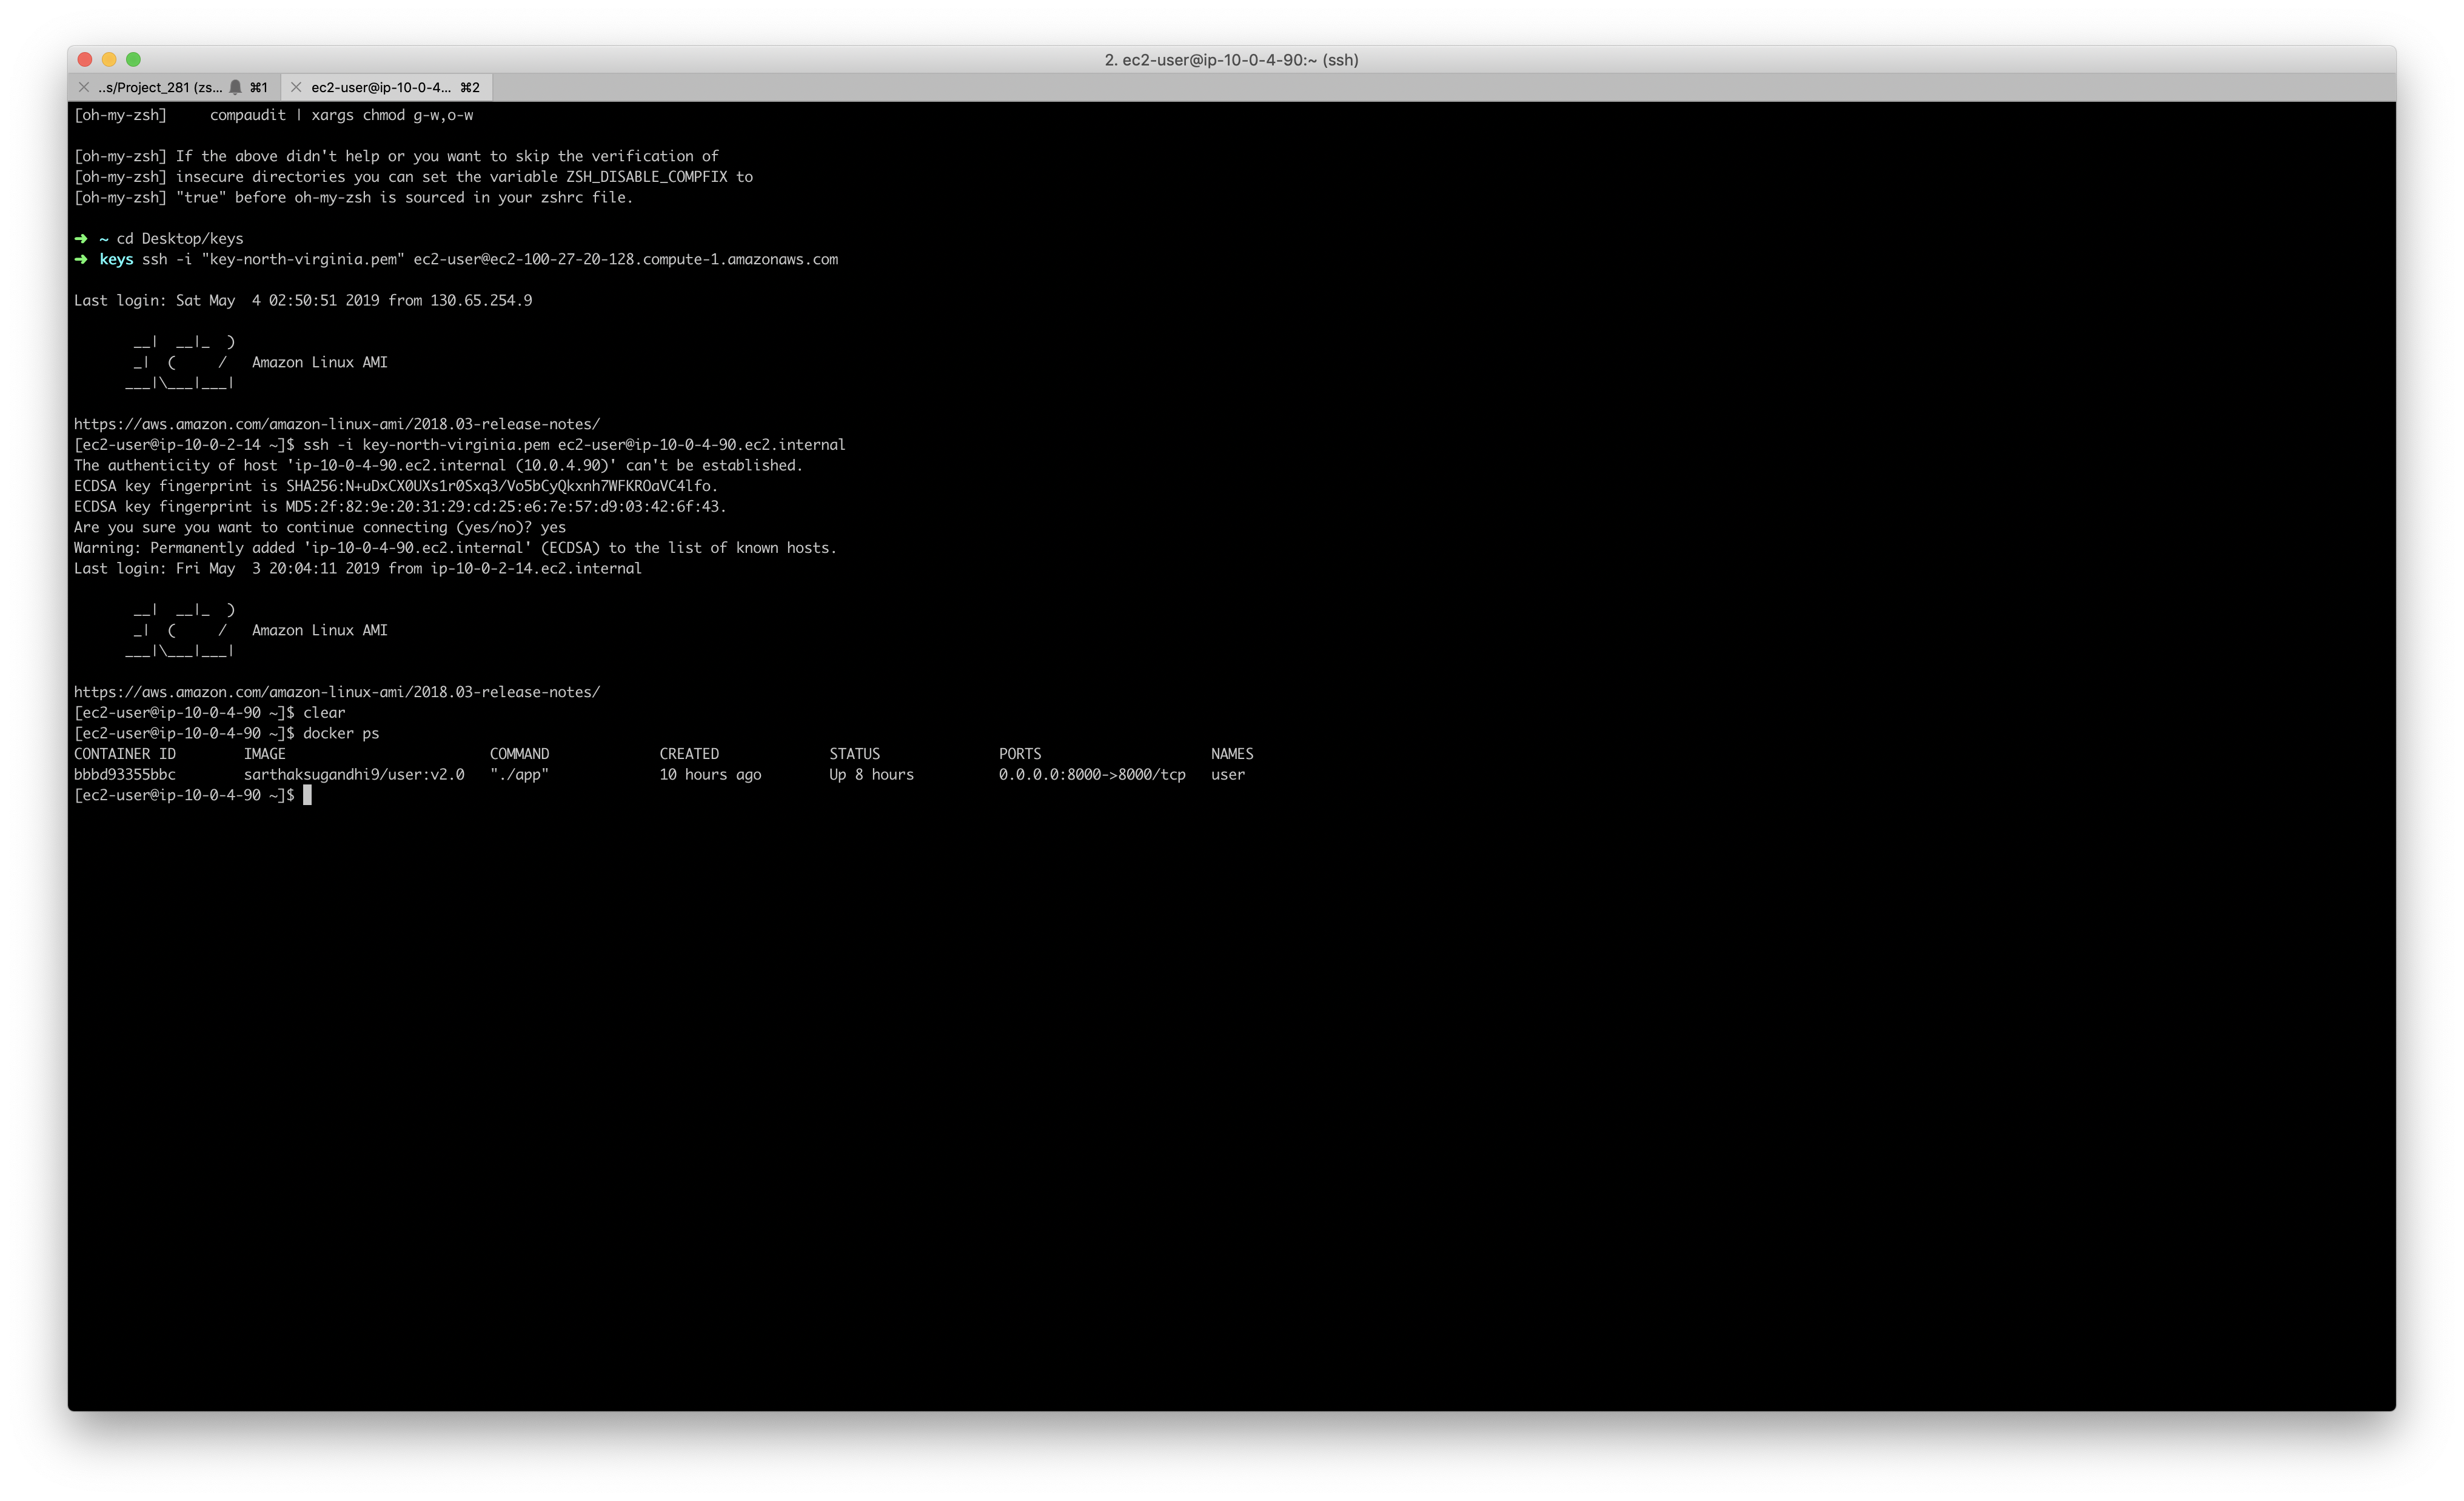 2. ec2-user@ip-10-0-4-90:~ (ssh)
..s/Project_281 (zs... ⌘1 ec2-user@ip-10-0-4... ⌘2
[oh-my-zsh]     compaudit | xargs chmod g-w,o-w
[oh-my-zsh] If the above didn't help or you want to skip the verification of
[oh-my-zsh] insecure directories you can set the variable ZSH_DISABLE_COMPFIX to
[oh-my-zsh] "true" before oh-my-zsh is sourced in your zshrc file.
➜  ~ cd Desktop/keys
➜  keys ssh -i "key-north-virginia.pem" ec2-user@ec2-100-27-20-128.compute-1.amazonaws.com
Last login: Sat May  4 02:50:51 2019 from 130.65.254.9
       __|  __|_  )
       _|  (     /   Amazon Linux AMI
      ___|\___|___|
https://aws.amazon.com/amazon-linux-ami/2018.03-release-notes/
[ec2-user@ip-10-0-2-14 ~]$ ssh -i key-north-virginia.pem ec2-user@ip-10-0-4-90.ec2.internal
The authenticity of host 'ip-10-0-4-90.ec2.internal (10.0.4.90)' can't be established.
ECDSA key fingerprint is SHA256:N+uDxCX0UXs1r0Sxq3/Vo5bCyQkxnh7WFKROaVC4lfo.
ECDSA key fingerprint is MD5:2f:82:9e:20:31:29:cd:25:e6:7e:57:d9:03:42:6f:43.
Are you sure you want to continue connecting (yes/no)? yes
Warning: Permanently added 'ip-10-0-4-90.ec2.internal' (ECDSA) to the list of known hosts.
Last login: Fri May  3 20:04:11 2019 from ip-10-0-2-14.ec2.internal
       __|  __|_  )
       _|  (     /   Amazon Linux AMI
      ___|\___|___|
https://aws.amazon.com/amazon-linux-ami/2018.03-release-notes/
[ec2-user@ip-10-0-4-90 ~]$ clear
[ec2-user@ip-10-0-4-90 ~]$ docker ps
CONTAINER ID        IMAGE                        COMMAND             CREATED             STATUS              PORTS                    NAMES
bbbd93355bbc        sarthaksugandhi9/user:v2.0   "./app"             10 hours ago        Up 8 hours          0.0.0.0:8000->8000/tcp   user
[ec2-user@ip-10-0-4-90 ~]$